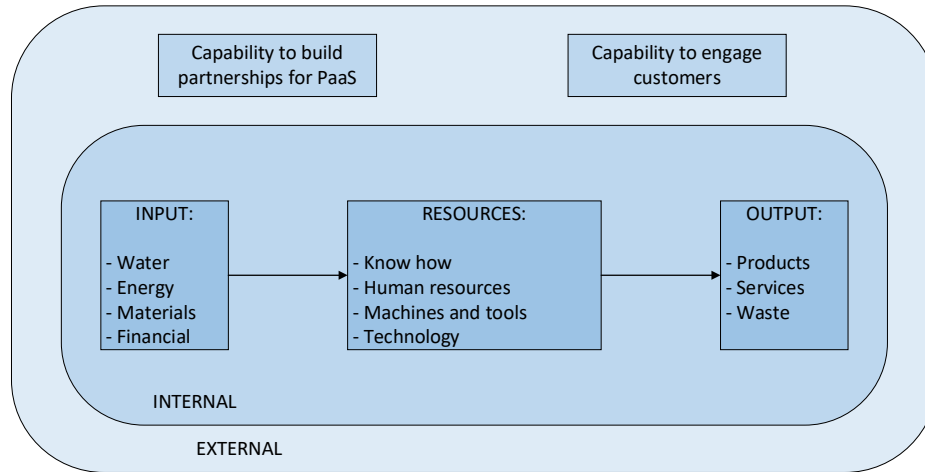 Capability to build
partnerships for PaaS
Capability to engage
customers
INPUT:
- Water
- Energy
- Materials
- Financial
RESOURCES:
- Know how
- Human resources
- Machines and tools
- Technology
OUTPUT:
- Products
- Services
- Waste
INTERNAL
EXTERNAL